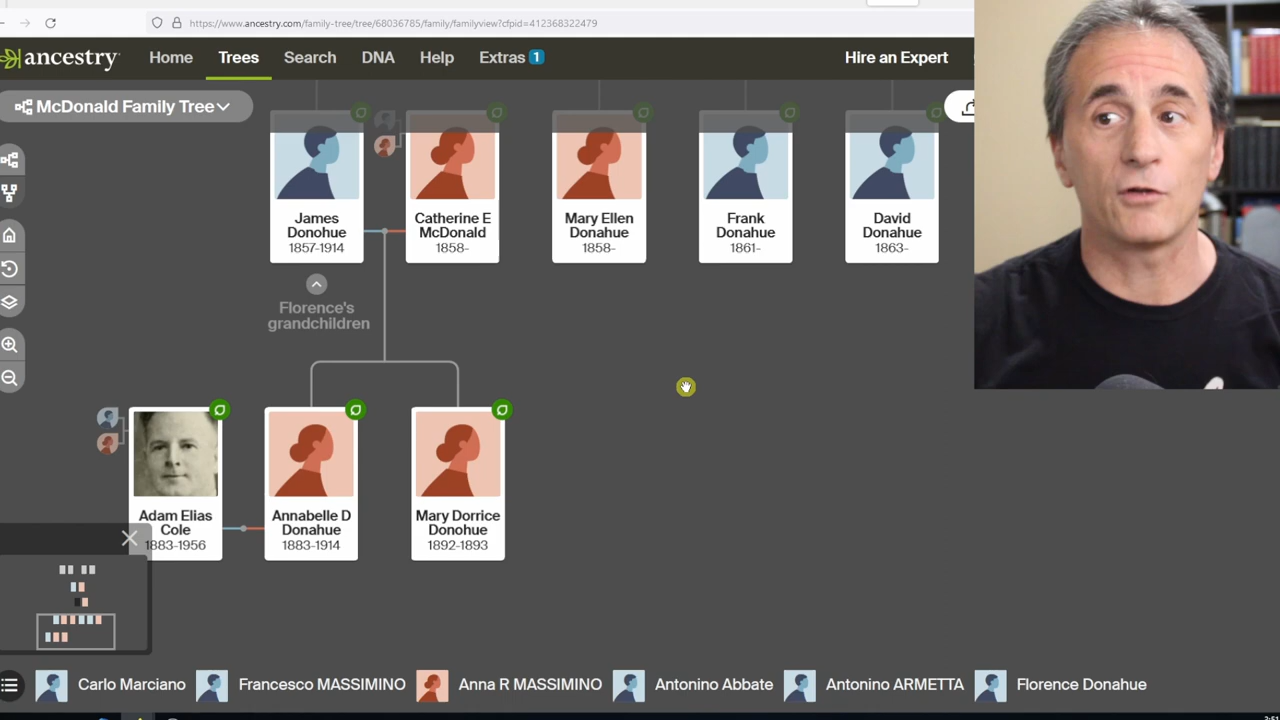 https://www.ancestry.com/family-tree/tree/68036785/family/familyview?cfpid=412368322479
ancestry
Home
Trees
Search
DNA
Help
Extras 1
Hire an Expert
McDonald Family Tree
James
Donohue
1857-1914
Catherine E
McDonald
1858-
Mary Ellen
Donahue
1858-
Frank
Donahue
1861-
David
Donahue
1863-
Florence's
grandchildren
Adam Elias
Cole
1883-1956
Annabelle D
Donahue
1883-1914
Mary Dorrice
Donohue
1892-1893
Carlo Marciano
Francesco MASSIMINO
Anna R MASSIMINO
Antonino Abbate
Antonino ARMETTA
Florence Donahue